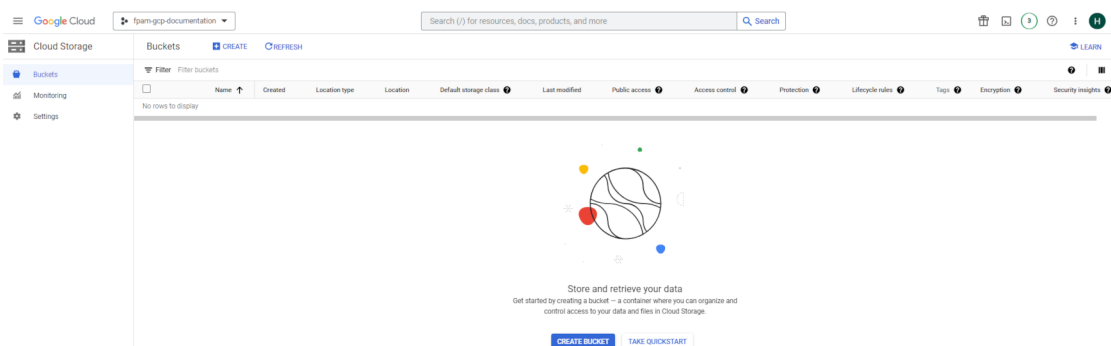 Google Cloud
fpam-gcp-documentation
Search (/) for resources, docs, products, and more
Search
3
H
Cloud Storage
Buckets
CREATE
REFRESH
LEARN
Buckets
Monitoring
Settings
Filter Filter buckets
Name Created Location type Location Default storage class Last modified Public access Access control Protection Lifecycle rules Tags Encryption Security insights
No rows to display
Store and retrieve your data
Get started by creating a bucket — a container where you can organize and
control access to your data and files in Cloud Storage.
CREATE BUCKET TAKE QUICKSTART